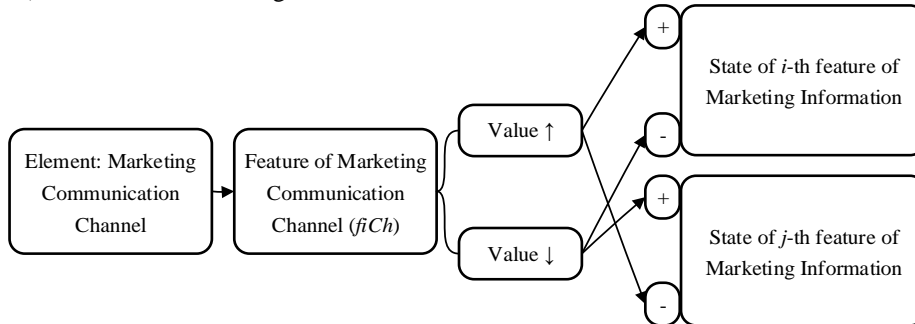 Element: Marketing
Communication
Channel
Feature of Marketing
Communication
Channel (fiCh)
Value ↑
Value ↓
+
-
State of i-th feature of
Marketing Information
+
-
State of j-th feature of
Marketing Information